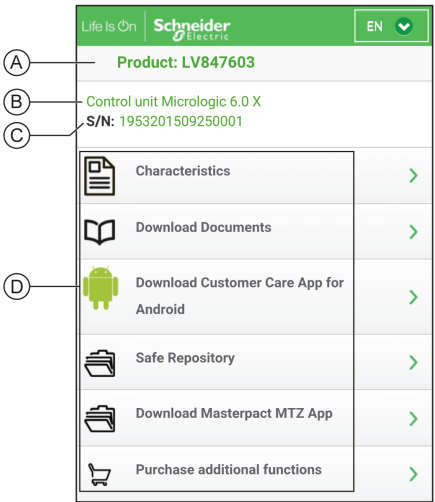 Life Is On
Schneider
Electric
EN
A
Product: LV847603
B
Control unit Micrologic 6.0 X
C
S/N: 1953201509250001
Characteristics
Download Documents
D
Download Customer Care App for
Android
Safe Repository
Download Masterpact MTZ App
Purchase additional functions